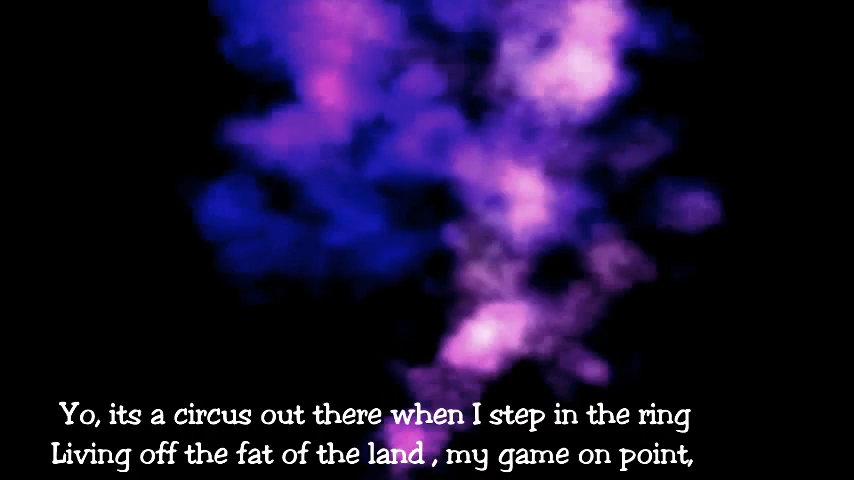 Yo, its a circus out there when I step in the ring
Living off the fat of the land , my game on point,